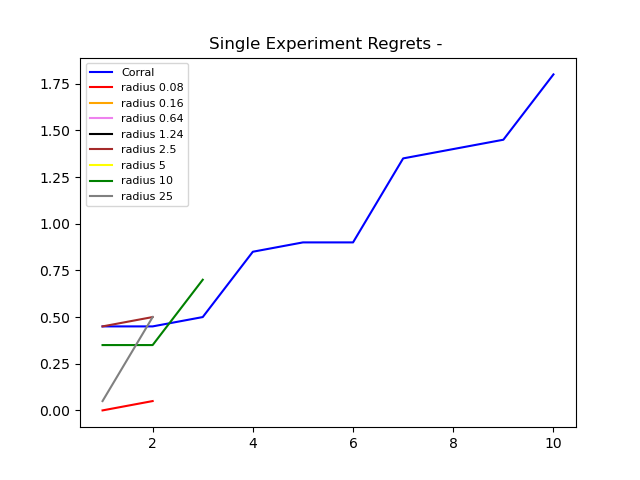 Single Experiment Regrets -
Corral
radius 0.08
radius 0.16
radius 0.64
radius 1.24
radius 2.5
radius 5
radius 10
radius 25
1.75
1.50
1.25
1.00
0.75
0.50
0.25
0.00
2 4 6 8 10